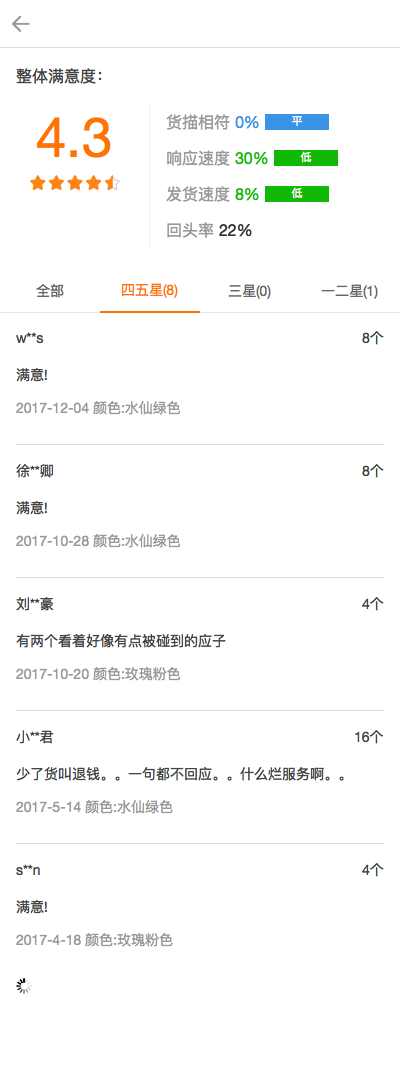 整体满意度：
4.3
货描相符 0% 平
响应速度 30% 低
发货速度 8% 低
回头率 22%
全部 四五星(8) 三星(0) 一二星(1)
w**s 8个
满意!
2017-12-04 颜色:水仙绿色
徐**卿 8个
满意!
2017-10-28 颜色:水仙绿色
刘**豪 4个
有两个看着好像有点被碰到的应子
2017-10-20 颜色:玫瑰粉色
小**君 16个
少了货叫退钱。。一句都不回应。。什么烂服务啊。。
2017-5-14 颜色:水仙绿色
s**n 4个
满意!
2017-4-18 颜色:玫瑰粉色